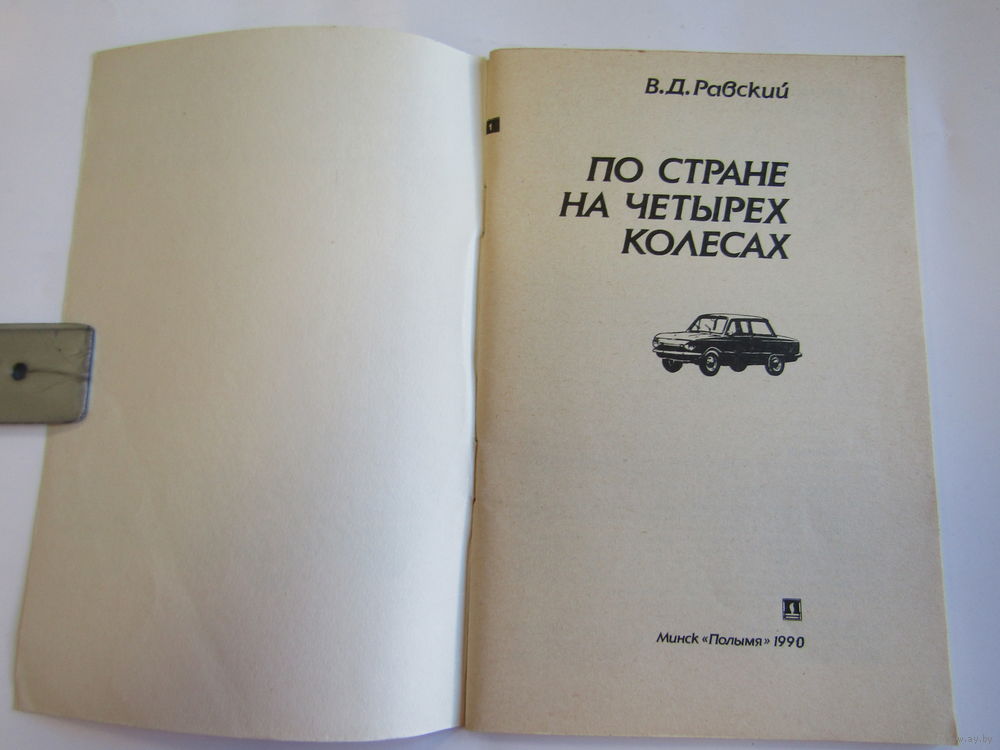 В.Д.Равский
ПО СТРАНЕ
НА ЧЕТЫРЕХ
КОЛЕСАХ
Минск «Полымя» 1990